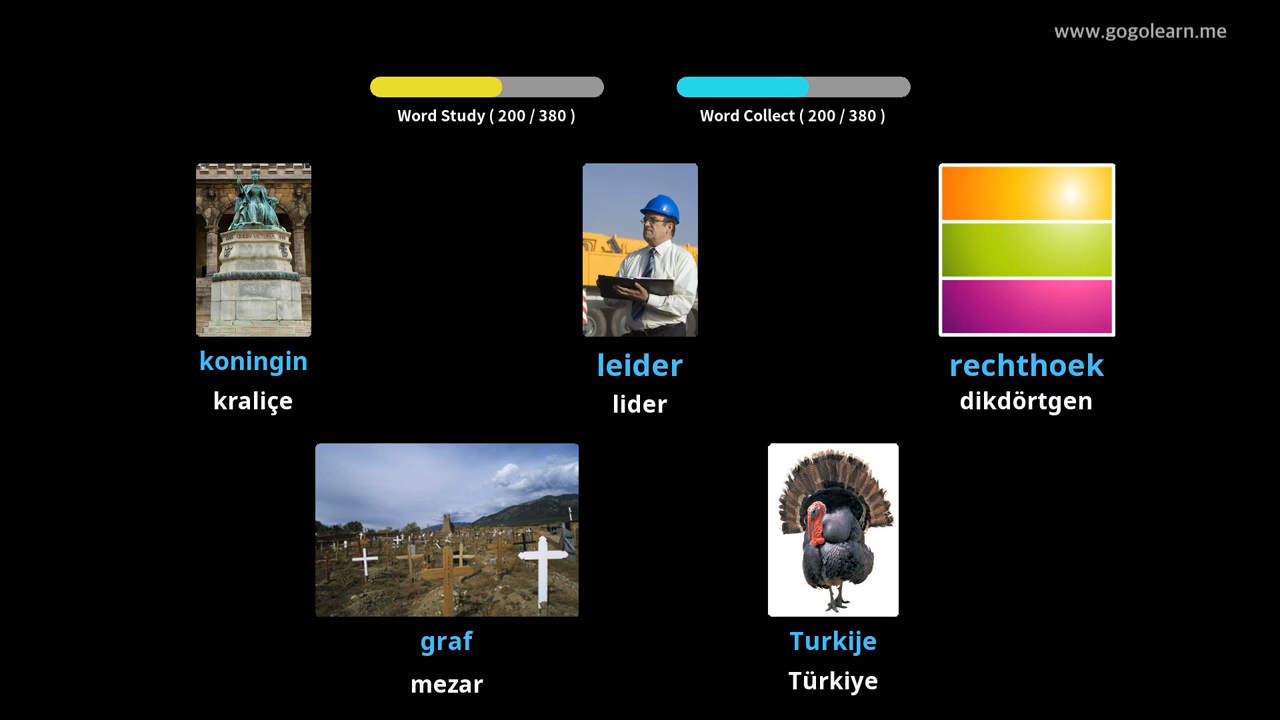 www.gogolearn.me
Word Study ( 200 / 380 )
Word Collect ( 200 / 380 )
koningin
kraliçe
leider
lider
rechthoek
dikdörtgen
graf
mezar
Turkije
Türkiye